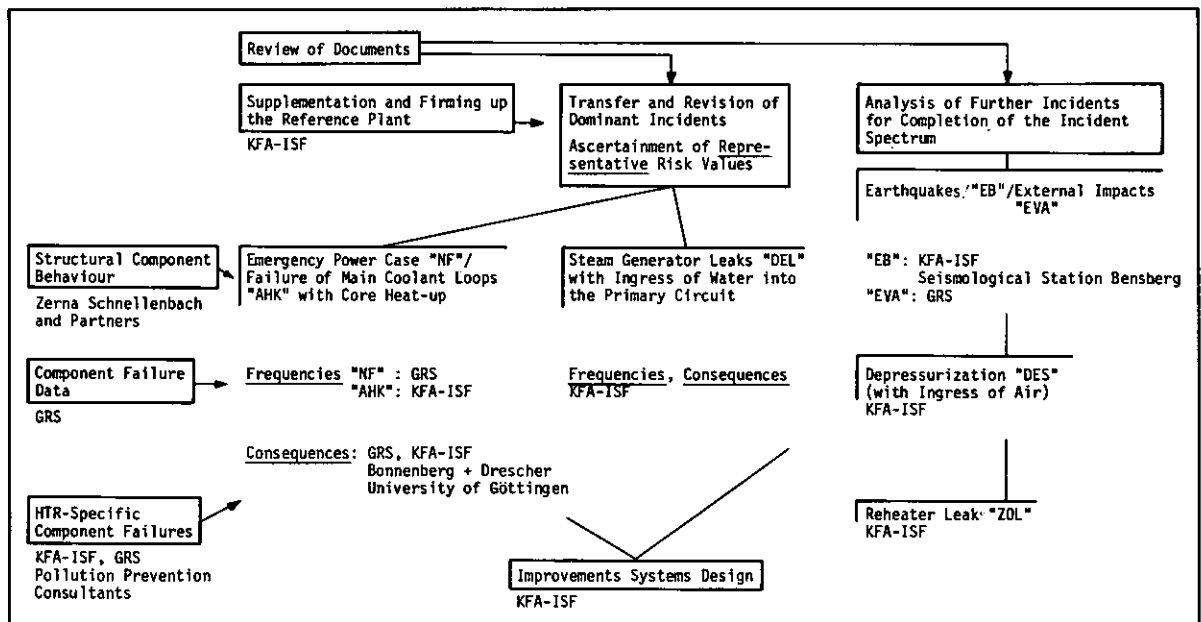 Review of Documents
Supplementation and Firming up
the Reference Plant
KFA-ISF
Transfer and Revision of
Dominant Incidents
Ascertainment of Repre-
sentative Risk Values
Analysis of Further Incidents
for Completion of the Incident
Spectrum
Earthquakes "EB"/External Impacts
"EVA"
Structural Component
Behaviour
Zerna Schnellenbach
and Partners
Emergency Power Case "NF"/
Failure of Main Coolant Loops
"AHK" with Core Heat-up
Steam Generator Leaks "DEL"
with Ingress of Water into
the Primary Circuit
"EB": KFA-ISF
Seismological Station Bensberg
"EVA": GRS
Component Failure
Data
GRS
Frequencies "NF" : GRS
"AHK": KFA-ISF
Frequencies, Consequences
KFA-ISF
Depressurization "DES"
(with Ingress of Air)
KFA-ISF
Consequences: GRS, KFA-ISF
Bonnenberg + Drescher
University of Göttingen
HTR-Specific
Component Failures
KFA-ISF, GRS
Pollution Prevention
Consultants
Reheater Leak "ZOL"
KFA-ISF
Improvements Systems Design
KFA-ISF